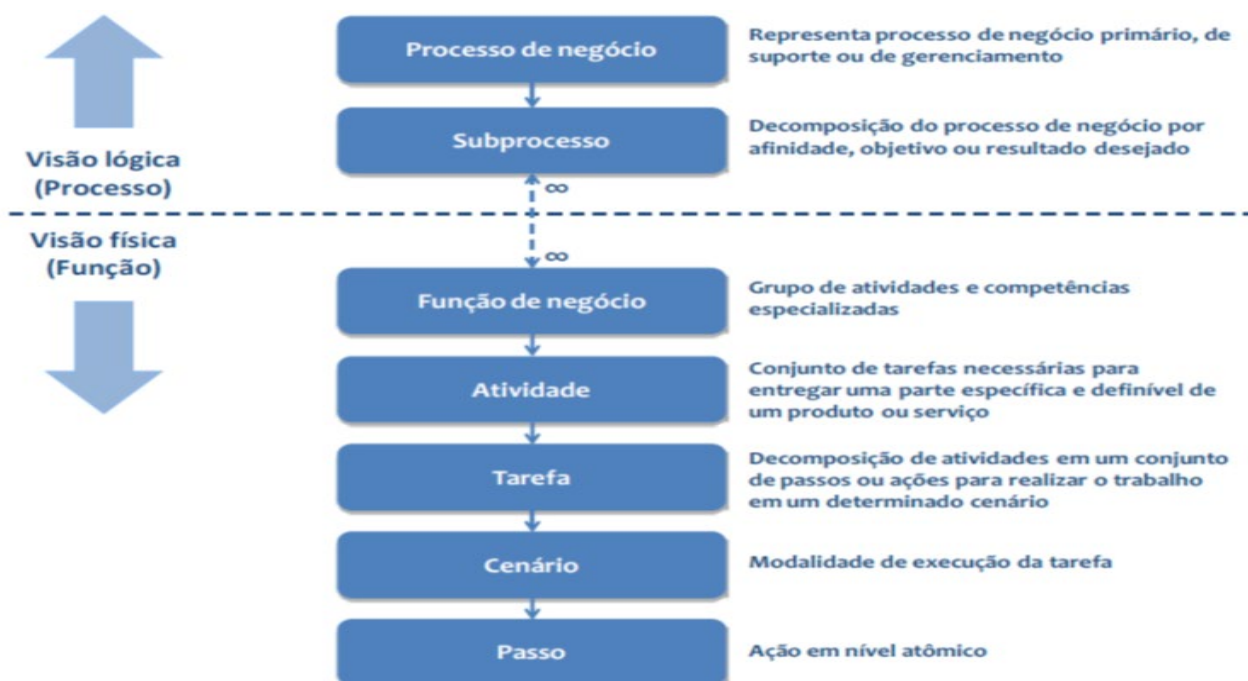 Processo de negócio
Representa processo de negócio primário, de
suporte ou de gerenciamento
Subprocesso
Decomposição do processo de negócio por
afinidade, objetivo ou resultado desejado
Visão lógica
(Processo)
∞
Visão física
(Função)
∞
Função de negócio
Grupo de atividades e competências
especializadas
Atividade
Conjunto de tarefas necessárias para
entregar uma parte específica e definível de
um produto ou serviço
Tarefa
Decomposição de atividades em um conjunto
de passos ou ações para realizar o trabalho
em um determinado cenário
Cenário
Modalidade de execução da tarefa
Passo
Ação em nível atômico